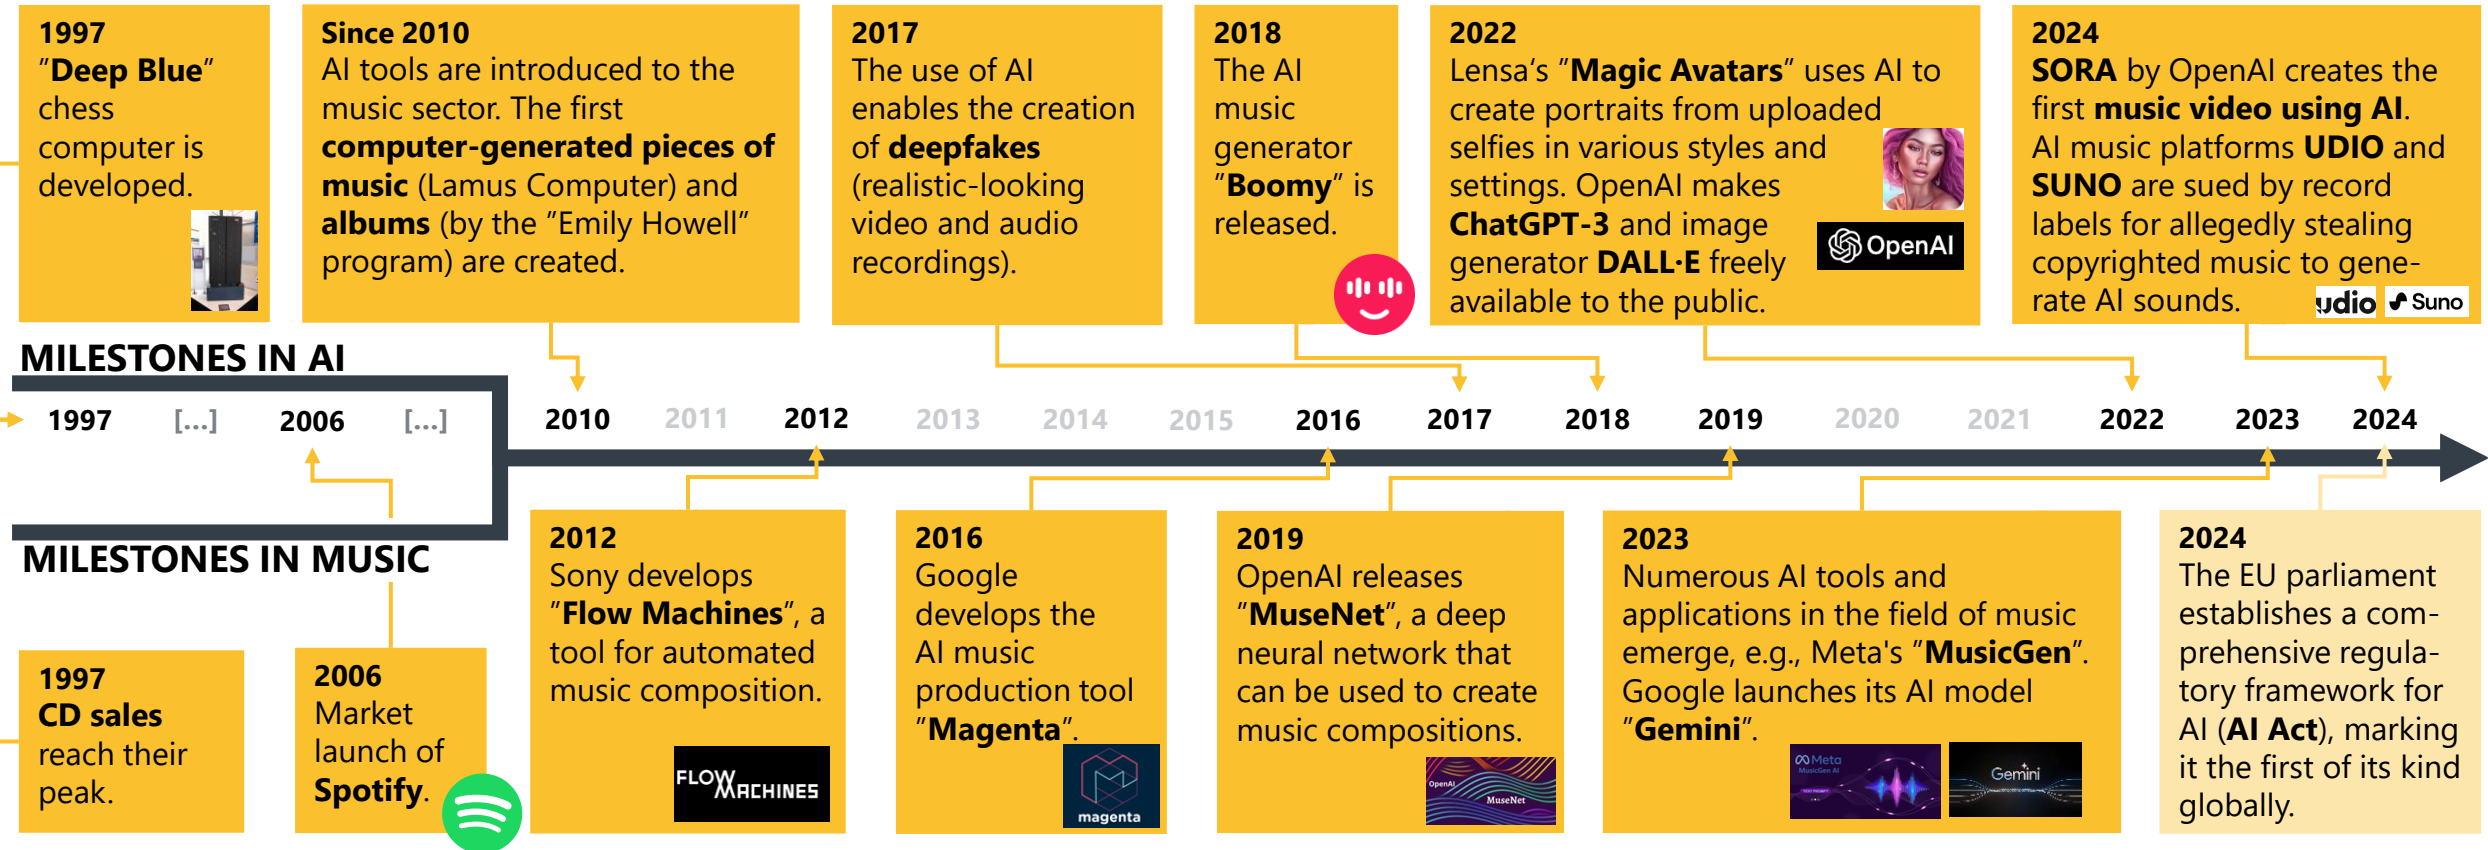 1997
"Deep Blue"
chess
computer is
developed.
Since 2010
AI tools are introduced to the
music sector. The first
computer-generated pieces of
music (Lamus Computer) and
albums (by the "Emily Howell"
program) are created.
2017
The use of AI
enables the creation
of deepfakes
(realistic-looking
video and audio
recordings).
2018
The AI
music
generator
"Boomy" is
released.
2022
Lensa‘s "Magic Avatars" uses AI to
create portraits from uploaded
selfies in various styles and
settings. OpenAI makes
ChatGPT-3 and image
generator DALL·E freely
available to the public.
OpenAI
2024
SORA by OpenAI creates the
first music video using AI.
AI music platforms UDIO and
SUNO are sued by record
labels for allegedly stealing
copyrighted music to gene-
rate AI sounds.
udio
Suno
MILESTONES IN AI
1997 [...] 2006 [...] 2010 2011 2012 2013 2014 2015 2016 2017 2018 2019 2020 2021 2022 2023 2024
MILESTONES IN MUSIC
1997
CD sales
reach their
peak.
2006
Market
launch of
Spotify.
2012
Sony develops
"Flow Machines", a
tool for automated
music composition.
FLOW
MACHINES
2016
Google
develops the
AI music
production tool
"Magenta".
magenta
2019
OpenAI releases
"MuseNet", a deep
neural network that
can be used to create
music compositions.
OpenAI
MuseNet
2023
Numerous AI tools and
applications in the field of music
emerge, e.g., Meta's "MusicGen".
Google launches its AI model
"Gemini".
Meta
MusicGen AI
Gemini
2024
The EU parliament
establishes a com-
prehensive regula-
tory framework for
AI (AI Act), marking
it the first of its kind
globally.